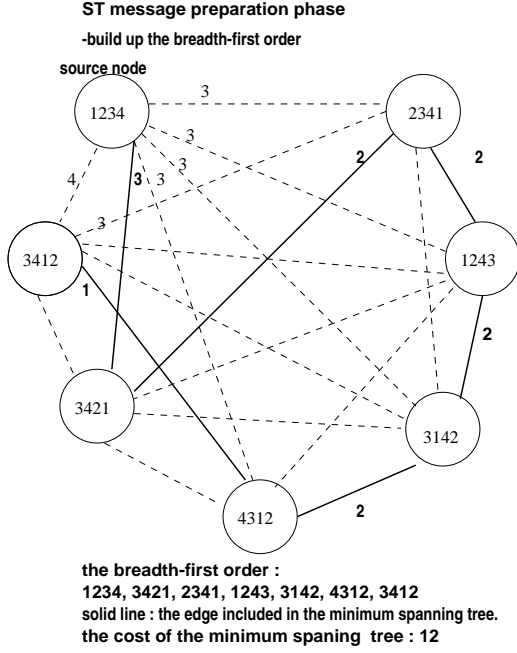 ST message preparation phase
-build up the breadth-first order
source node
3
1234
2341
3
2
2
3
4
3
3
3
3412
1243
1
2
3421
3142
4312
2
the breadth-first order :
1234, 3421, 2341, 1243, 3142, 4312, 3412
solid line : the edge included in the minimum spanning tree.
the cost of the minimum spaning tree : 12